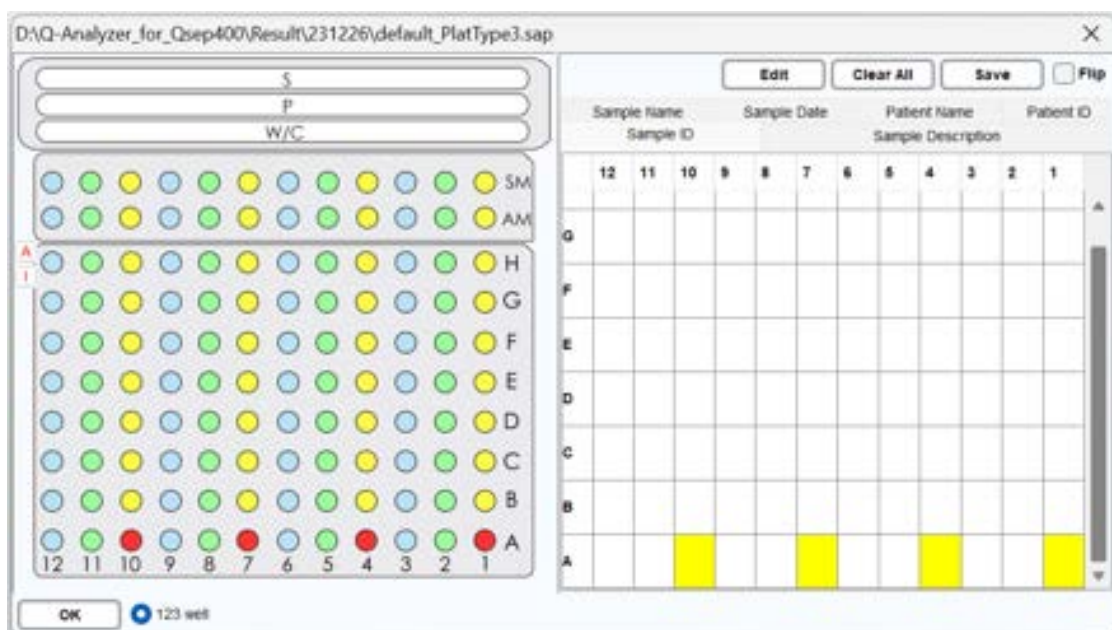 D:\Q-Analyzer_for_Qsep400\Result\231226\default_PlatType3.sap
S
P
W/C
SM
AM
A
I
H
G
F
E
D
C
B
A
12 11 10 9 8 7 6 5 4 3 2 1
Edit Clear All Save Flip
Sample Name Sample Date Patient Name Patient ID
Sample ID Sample Description
12 11 10 9 8 7 6 5 4 3 2 1
G
F
E
D
C
B
A
OK 123 well